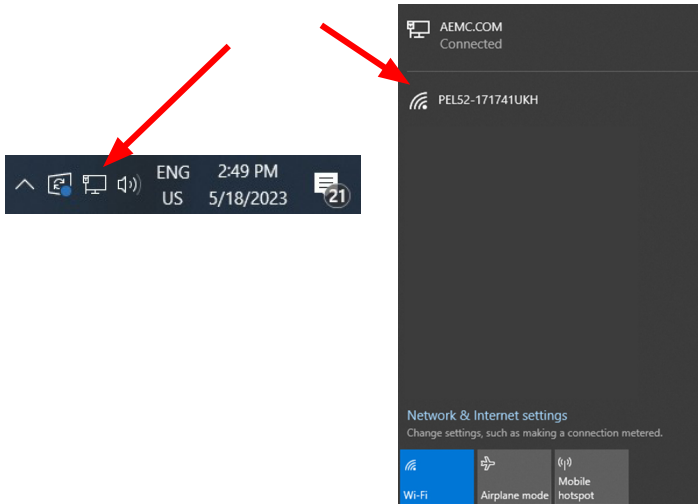 ENG
US
2:49 PM
5/18/2023
21
AEMC.COM
Connected
PEL52-171741UKH
Network & Internet settings
Change settings, such as making a connection metered.
Wi-Fi
Airplane mode
Mobile
hotspot